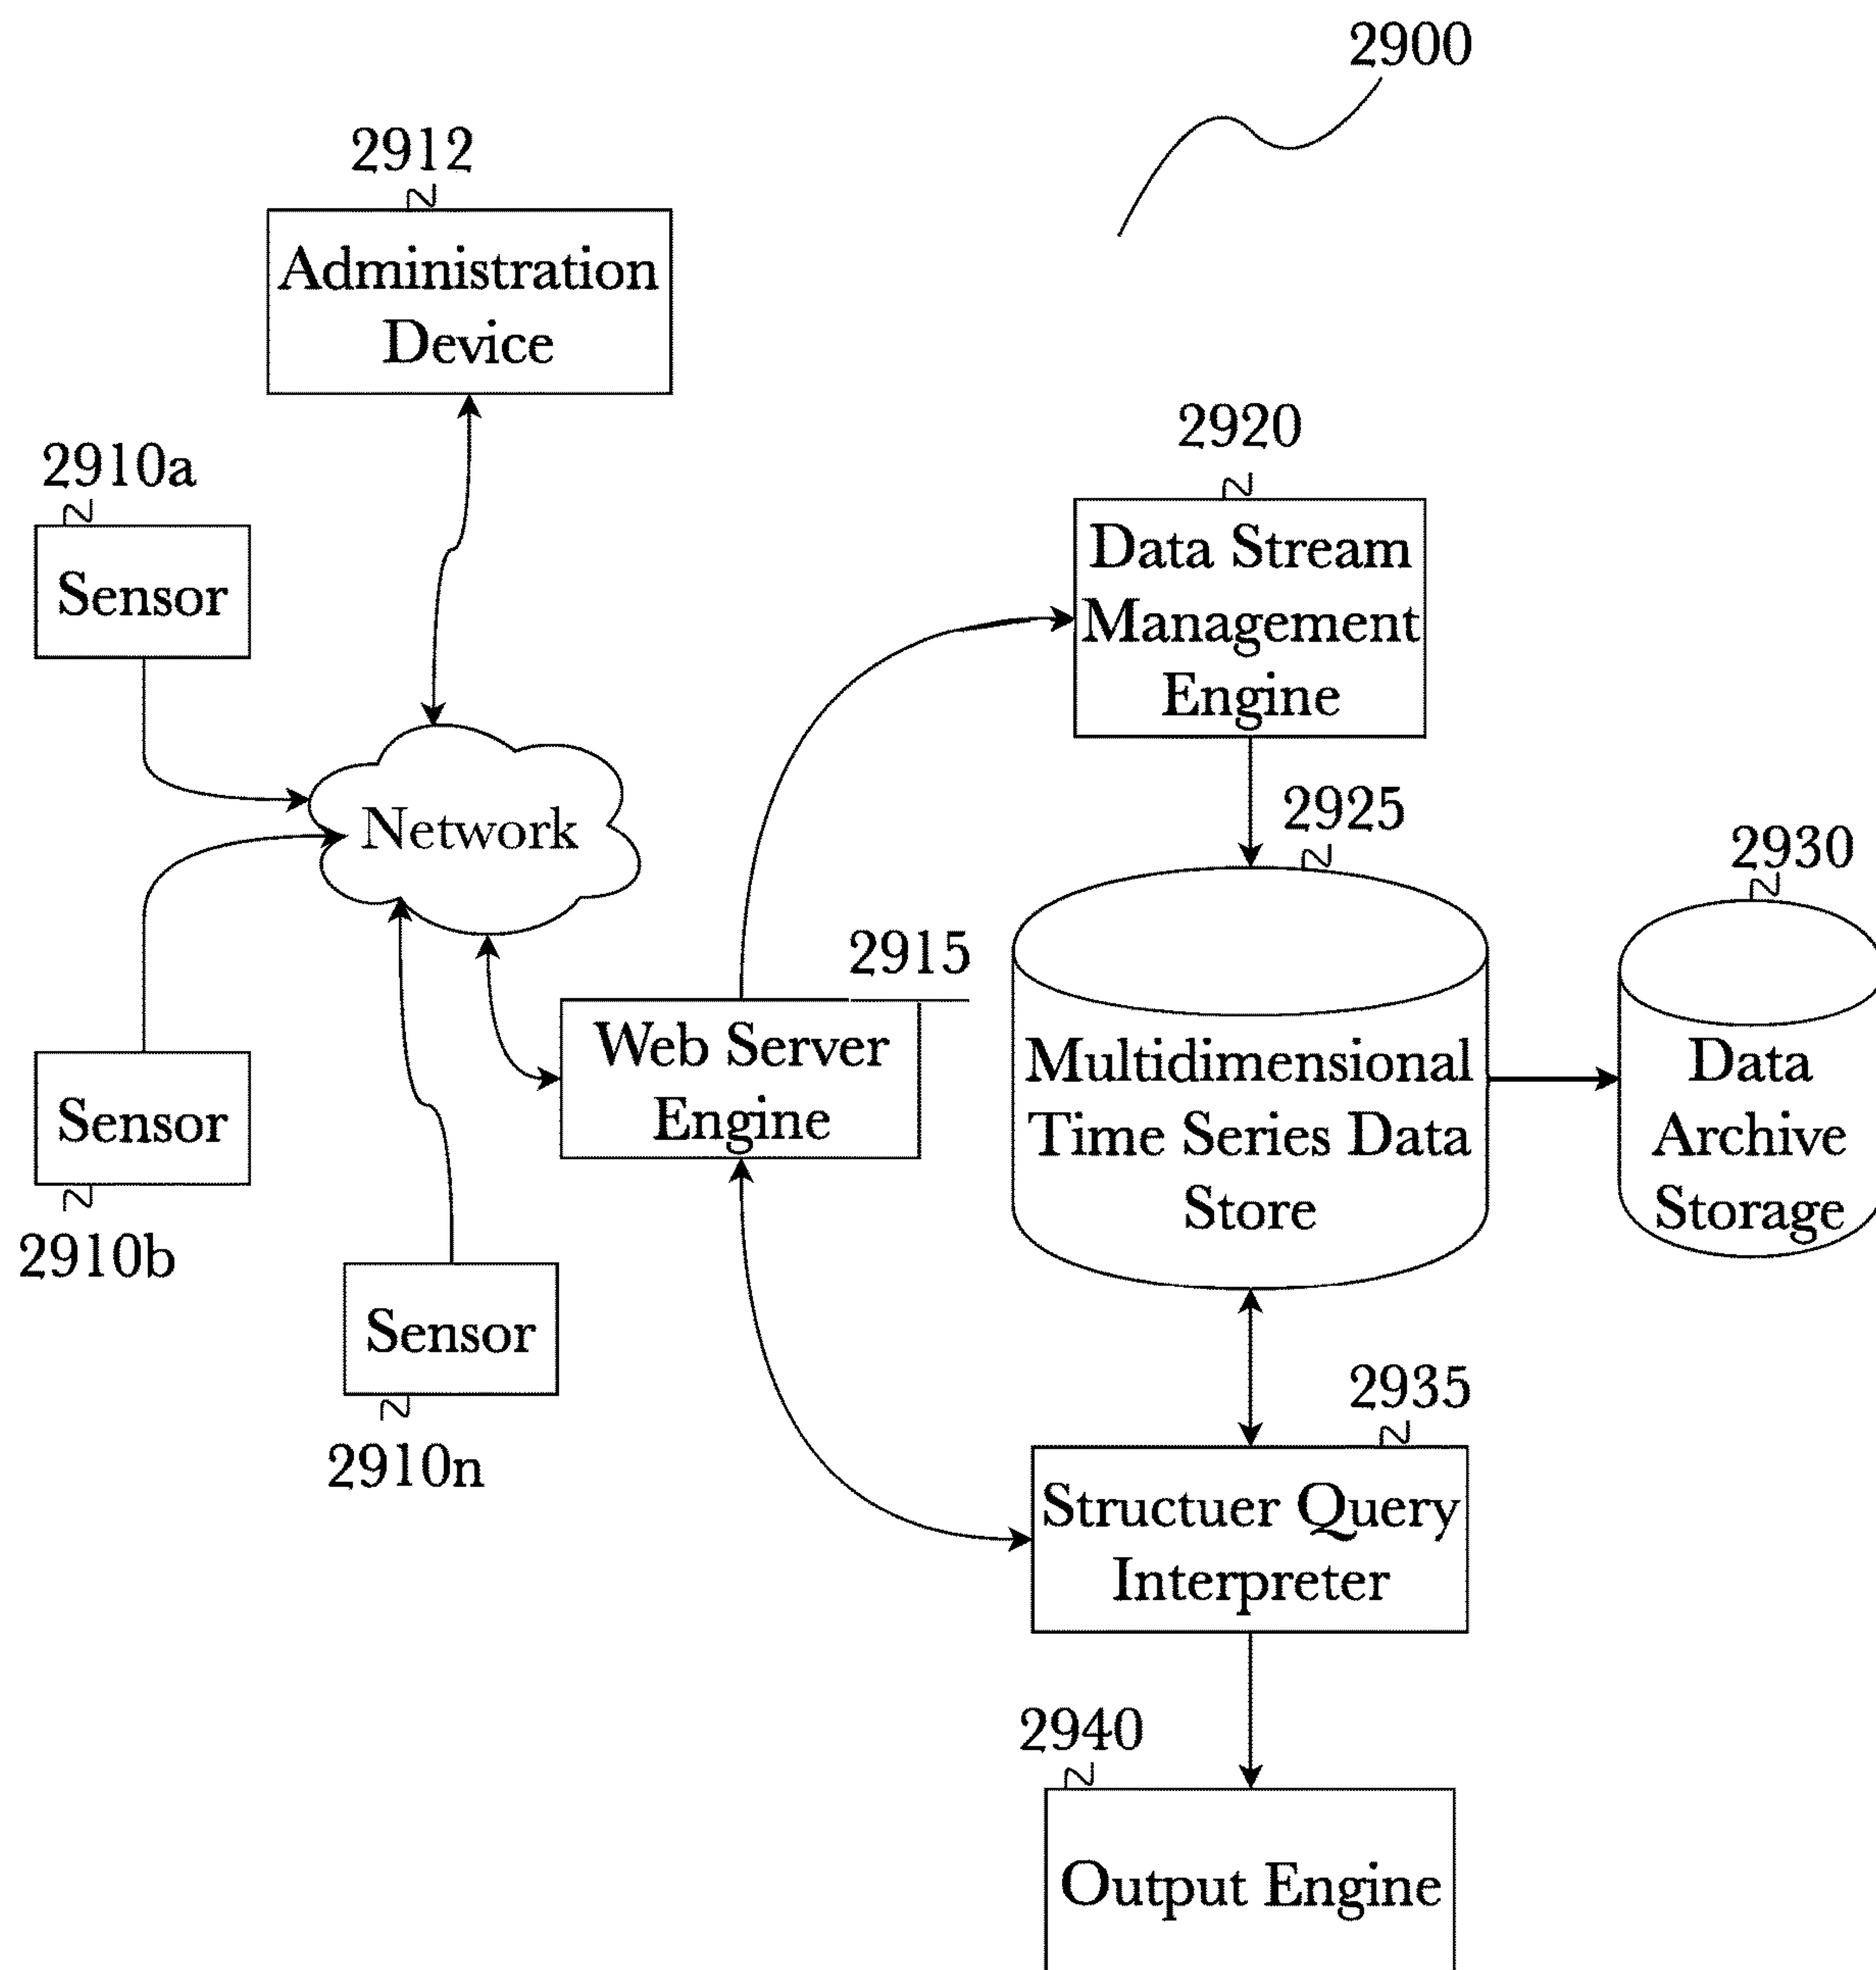 2900
2912
Administration
Device
2910a
Sensor
2920
Data Stream
Management
Engine
Network
2925
2930
2915
Web Server
Engine
Multidimensional
Time Series Data
Store
Data
Archive
Storage
Sensor
2910b
Sensor
2910n
2935
Structuer Query
Interpreter
2940
Output Engine